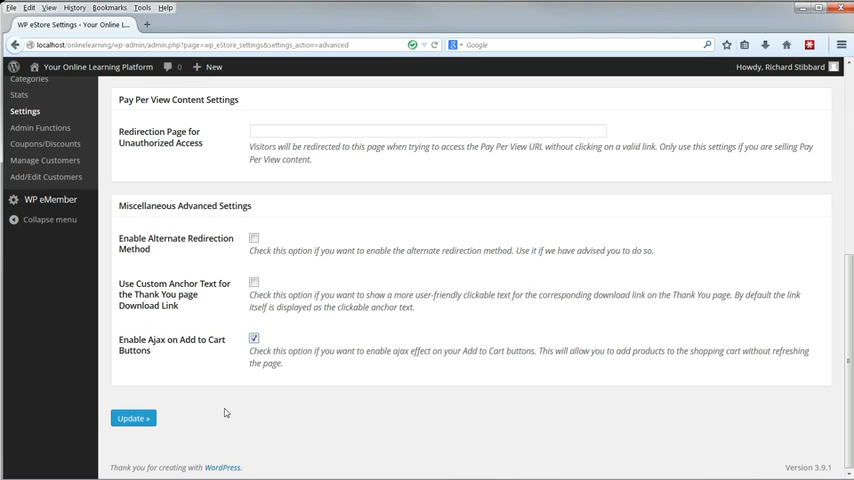 File Edit View History Bookmarks Tools Help
WP eStore Settings ‹ Your Online L...
localhost/onlinelearning/wp-admin/admin.php?page=wp_eStore_settings&settings_action=advanced
Google
Your Online Learning Platform 0 + New
Howdy, Richard Stibbard
Categories
Stats
Settings
Admin Functions
Coupons/Discounts
Manage Customers
Add/Edit Customers
WP eMember
Collapse menu
Pay Per View Content Settings
Redirection Page for
Unauthorized Access
Visitors will be redirected to this page when trying to access the Pay Per View URL without clicking on a valid link. Only use this settings if you are selling Pay
Per View content.
Miscellaneous Advanced Settings
Enable Alternate Redirection
Method
Check this option if you want to enable the alternate redirection method. Use it if we have advised you to do so.
Use Custom Anchor Text for
the Thank You page
Download Link
Check this option if you want to show a more user-friendly clickable text for the corresponding download link on the Thank You page. By default the link
itself is displayed as the clickable anchor text.
Enable Ajax on Add to Cart
Buttons
Check this option if you want to enable ajax effect on your Add to Cart buttons. This will allow you to add products to the shopping cart without refreshing
the page.
Update »
Thank you for creating with WordPress.
Version 3.9.1